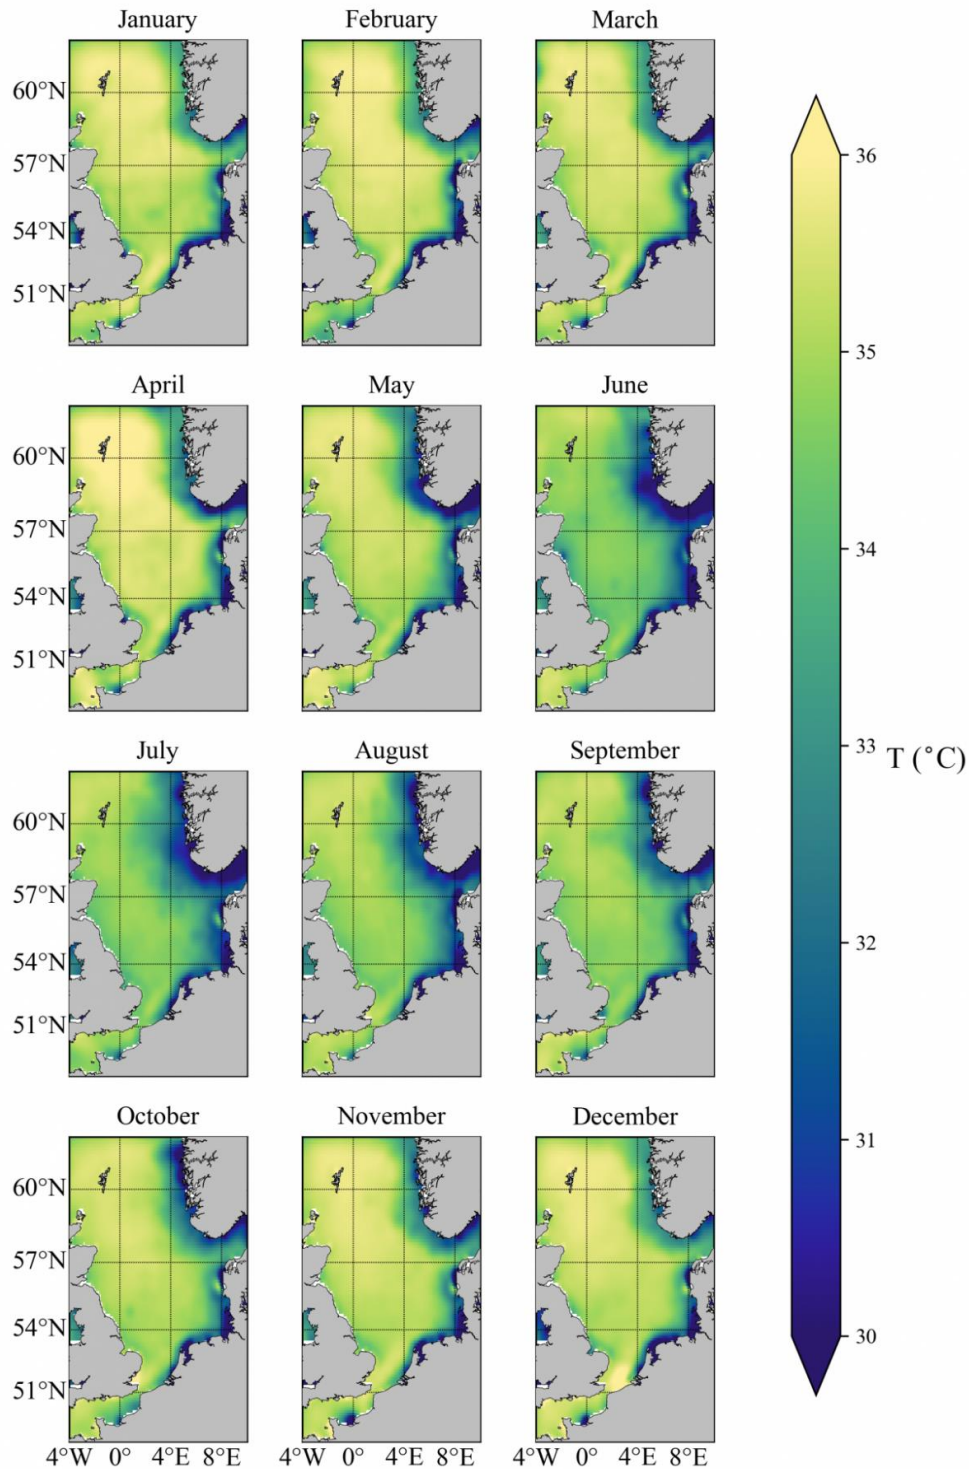 January February March
60°N
57°N
54°N
51°N
36
35
34
33
32
31
30
T (°C)
April May June
60°N
57°N
54°N
51°N
July August September
60°N
57°N
54°N
51°N
October November December
60°N
57°N
54°N
51°N
4°W 0° 4°E 8°E 4°W 0° 4°E 8°E 4°W 0° 4°E 8°E